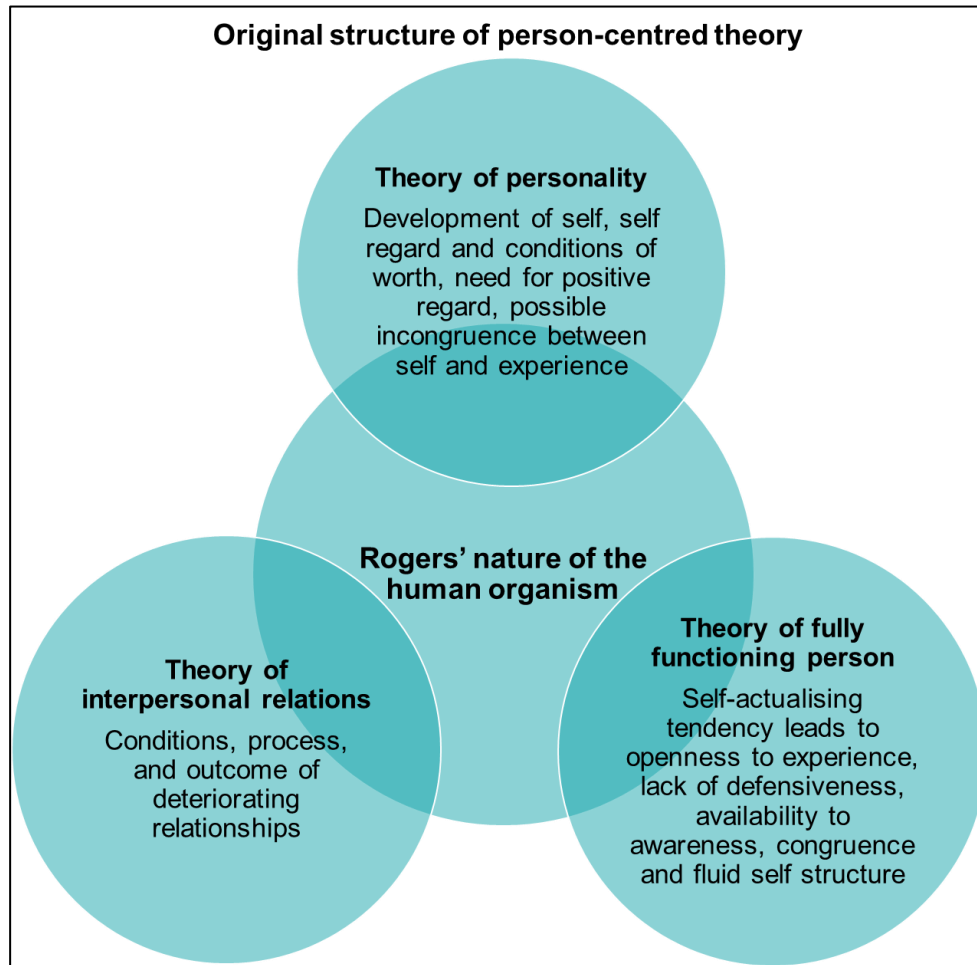 Original structure of person-centred theory
Theory of personality
Development of self, self
regard and conditions of
worth, need for positive
regard, possible
incongruence between
self and experience
Rogers’ nature of the
human organism
Theory of
interpersonal relations
Conditions, process,
and outcome of
deteriorating
relationships
Theory of fully
functioning person
Self-actualising
tendency leads to
openness to experience,
lack of defensiveness,
availability to
awareness, congruence
and fluid self structure